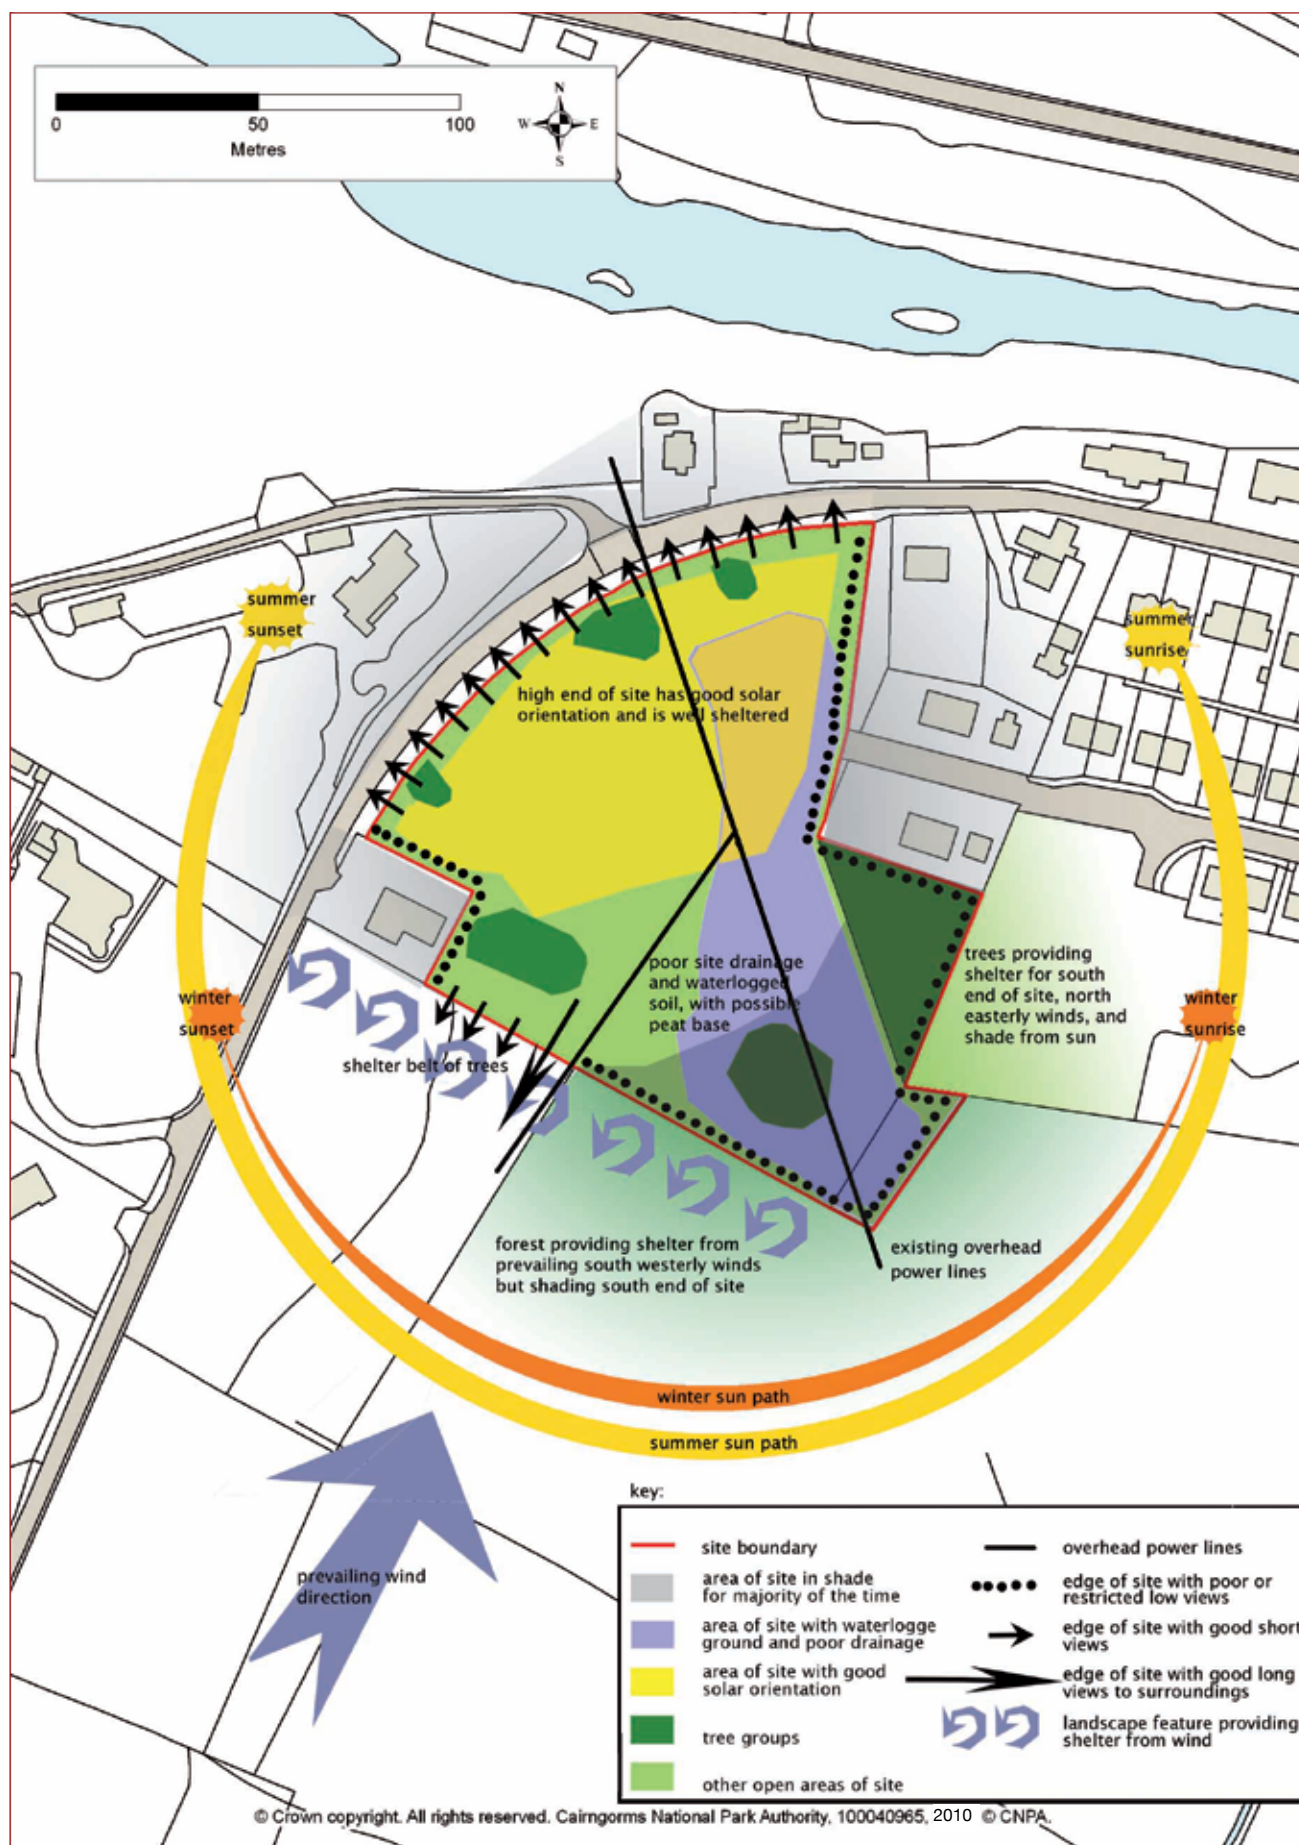 N
W E
S
0 50 100
Metres
summer
sunset
summer
sunrise
high end of site has good solar
orientation and is well sheltered
poor site drainage
and waterlogged
soil, with possible
peat base
trees providing
shelter for south
end of site, north
easterly winds, and
shade from sun
winter
sunset
winter
sunrise
shelter belt of trees
forest providing shelter from
prevailing south westerly winds
but shading south end of site
existing overhead
power lines
winter sun path
summer sun path
prevailing wind
direction
key:
site boundary
area of site in shade
for majority of the time
area of site with waterlogge
ground and poor drainage
area of site with good
solar orientation
tree groups
other open areas of site
overhead power lines
edge of site with poor or
restricted low views
edge of site with good short
views
edge of site with good long
views to surroundings
landscape feature providing
shelter from wind
© Crown copyright. All rights reserved. Cairngorms National Park Authority, 100040965, 2010 © CNPA.